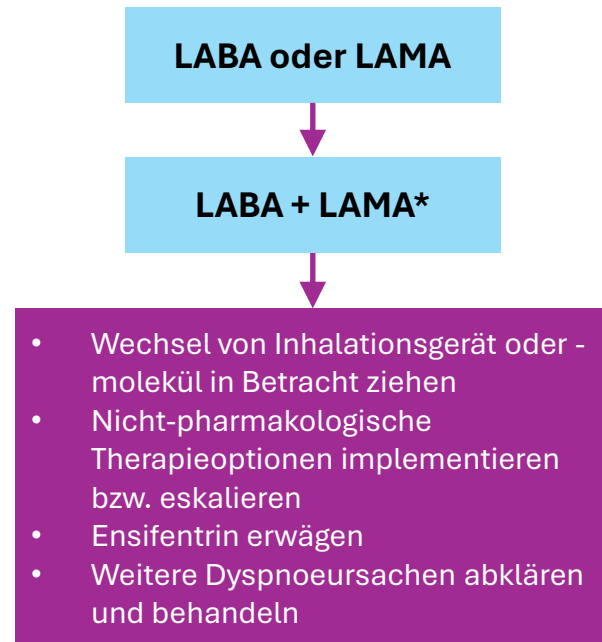 LABA oder LAMA
LABA + LAMA*
• Wechsel von Inhalationsgerät oder -
molekül in Betracht ziehen
• Nicht-pharmakologische
Therapieoptionen implementieren
bzw. eskalieren
• Ensifentrin erwägen
• Weitere Dyspnoeursachen abklären
und behandeln